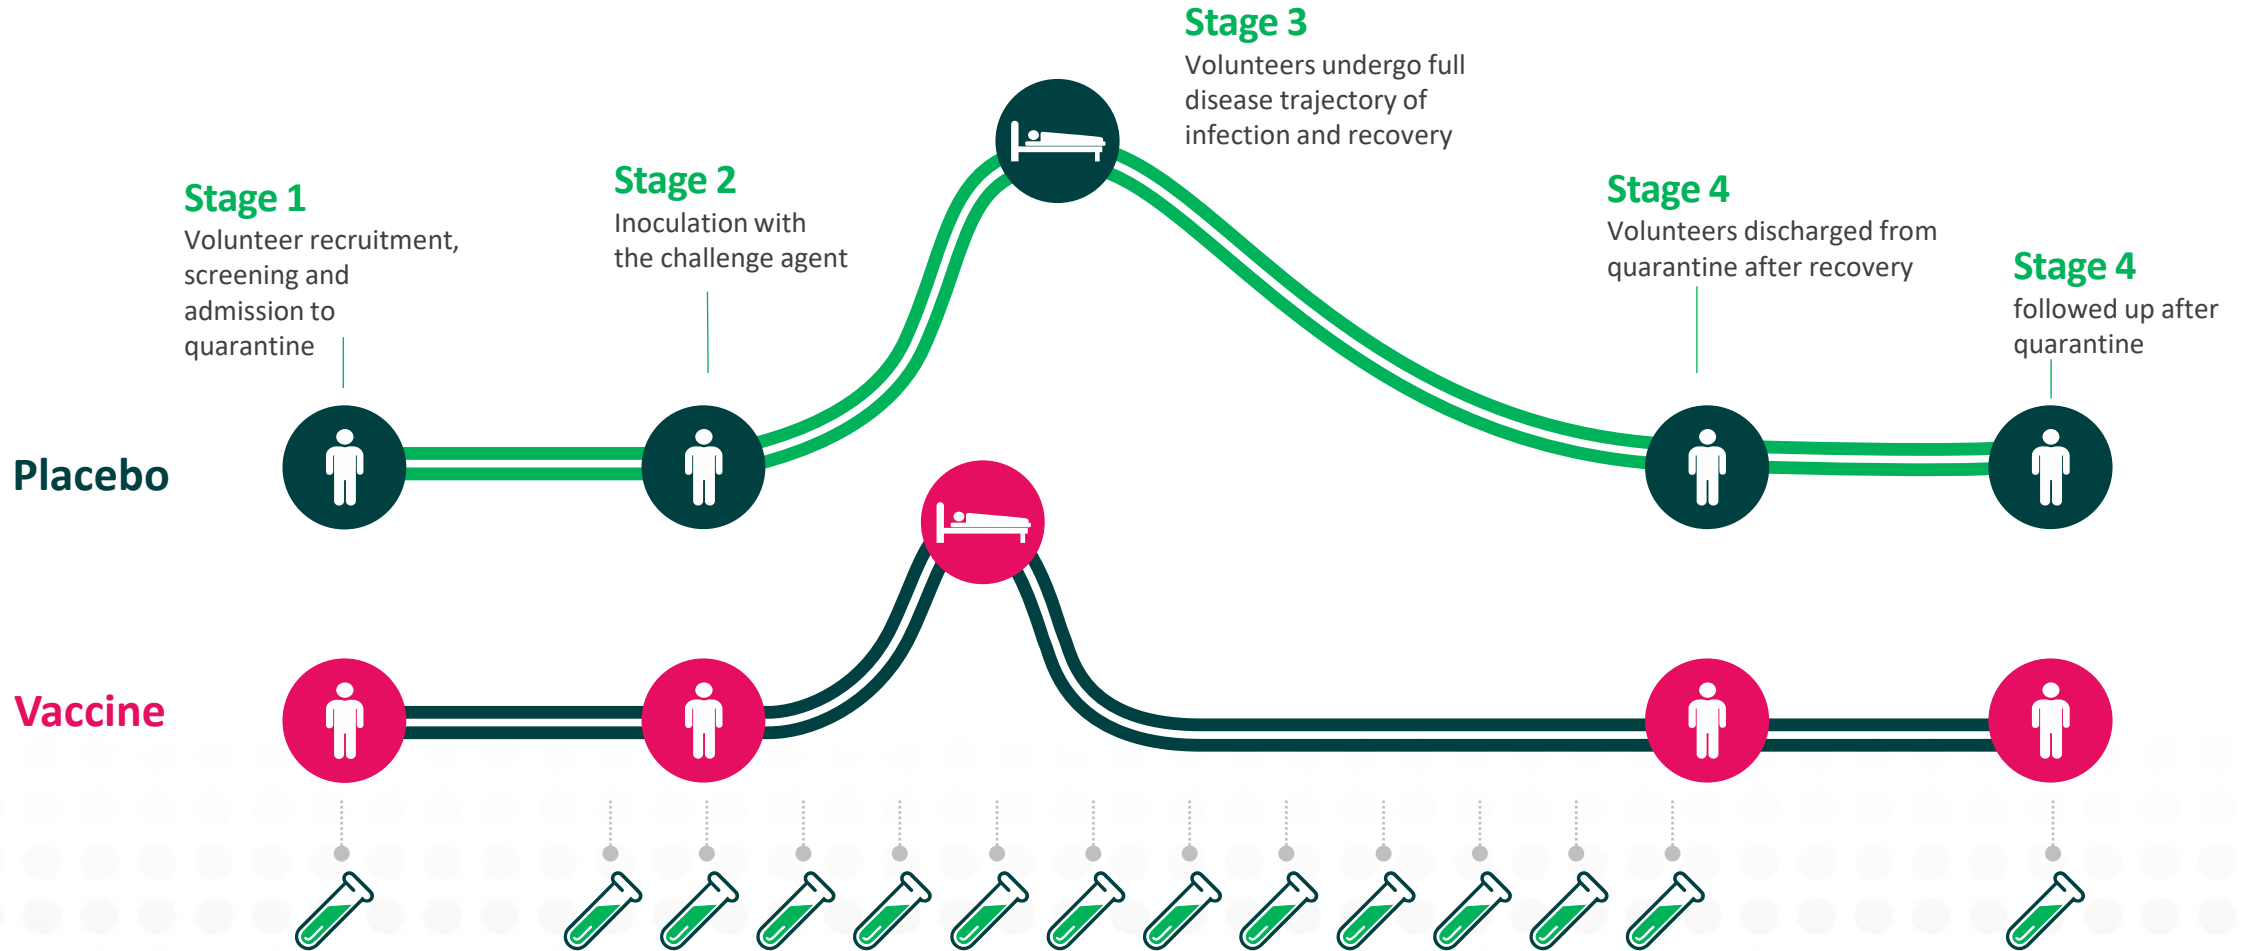 Stage 1
Volunteer recruitment,
screening and
admission to
quarantine
Stage 2
Inoculation with
the challenge agent
Stage 3
Volunteers undergo full
disease trajectory of
infection and recovery
Stage 4
Volunteers discharged from
quarantine after recovery
Stage 4
followed up after
quarantine
Placebo
Vaccine